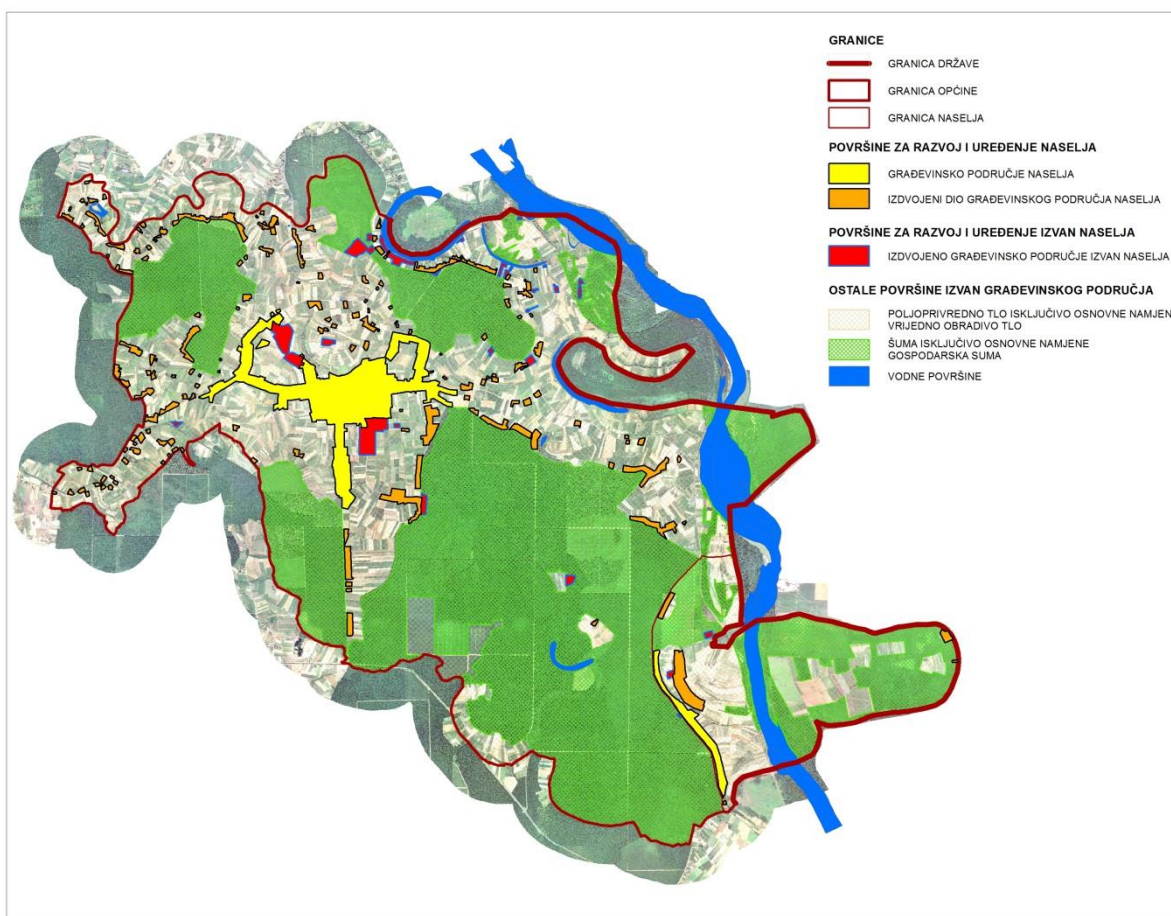 GRANICE
GRANICA DRŽAVE
GRANICA OPĆINE
GRANICA NASELJA
POVRŠINE ZA RAZVOJ I UREĐENJE NASELJA
GRAĐEVINSKO PODRUČJE NASELJA
IZDVOJENI DIO GRAĐEVINSKOG PODRUČJA NASELJA
POVRŠINE ZA RAZVOJ I UREĐENJE IZVAN NASELJA
IZDVOJENO GRAĐEVINSKO PODRUČJE IZVAN NASELJA
OSTALE POVRŠINE IZVAN GRAĐEVINSKOG PODRUČJA
POLJOPRIVREDNO TLO ISKLJUČIVO OSNOVNE NAMJEN
VRIJEDNO OBRADIVO TLO
ŠUMA ISKLJUČIVO OSNOVNE NAMJENE
GOSPODARSKA SUMA
VODNE POVRŠINE